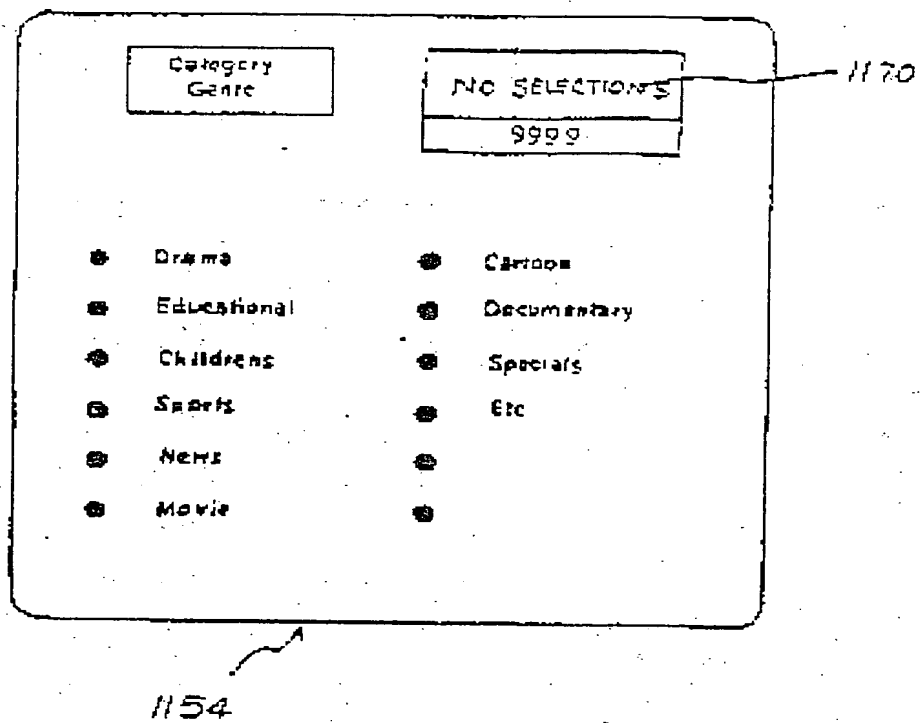 Category
Genre
NO SELECTIONS
1170
9999
Drama
Educational
Childrens
Sports
News
Movie
Cartoon
Documentary
Specials
Etc
1154